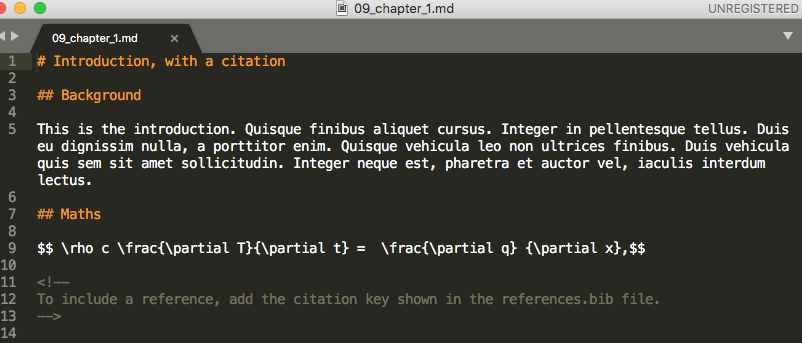 09_chapter_1.md
UNREGISTERED
09_chapter_1.md ×
1 # Introduction, with a citation
2
3 ## Background
4
5 This is the introduction. Quisque finibus aliquet cursus. Integer in pellentesque tellus. Duis
eu dignissim nulla, a porttitor enim. Quisque vehicula leo non ultrices finibus. Duis vehicula
quis sem sit amet sollicitudin. Integer neque est, pharetra et auctor vel, iaculis interdum
lectus.
6
7 ## Maths
8
9 $$ \rho c \frac{\partial T}{\partial t} =  \frac{\partial q} {\partial x},$$
10
11 <!--
12 To include a reference, add the citation key shown in the references.bib file.
13 -->
14